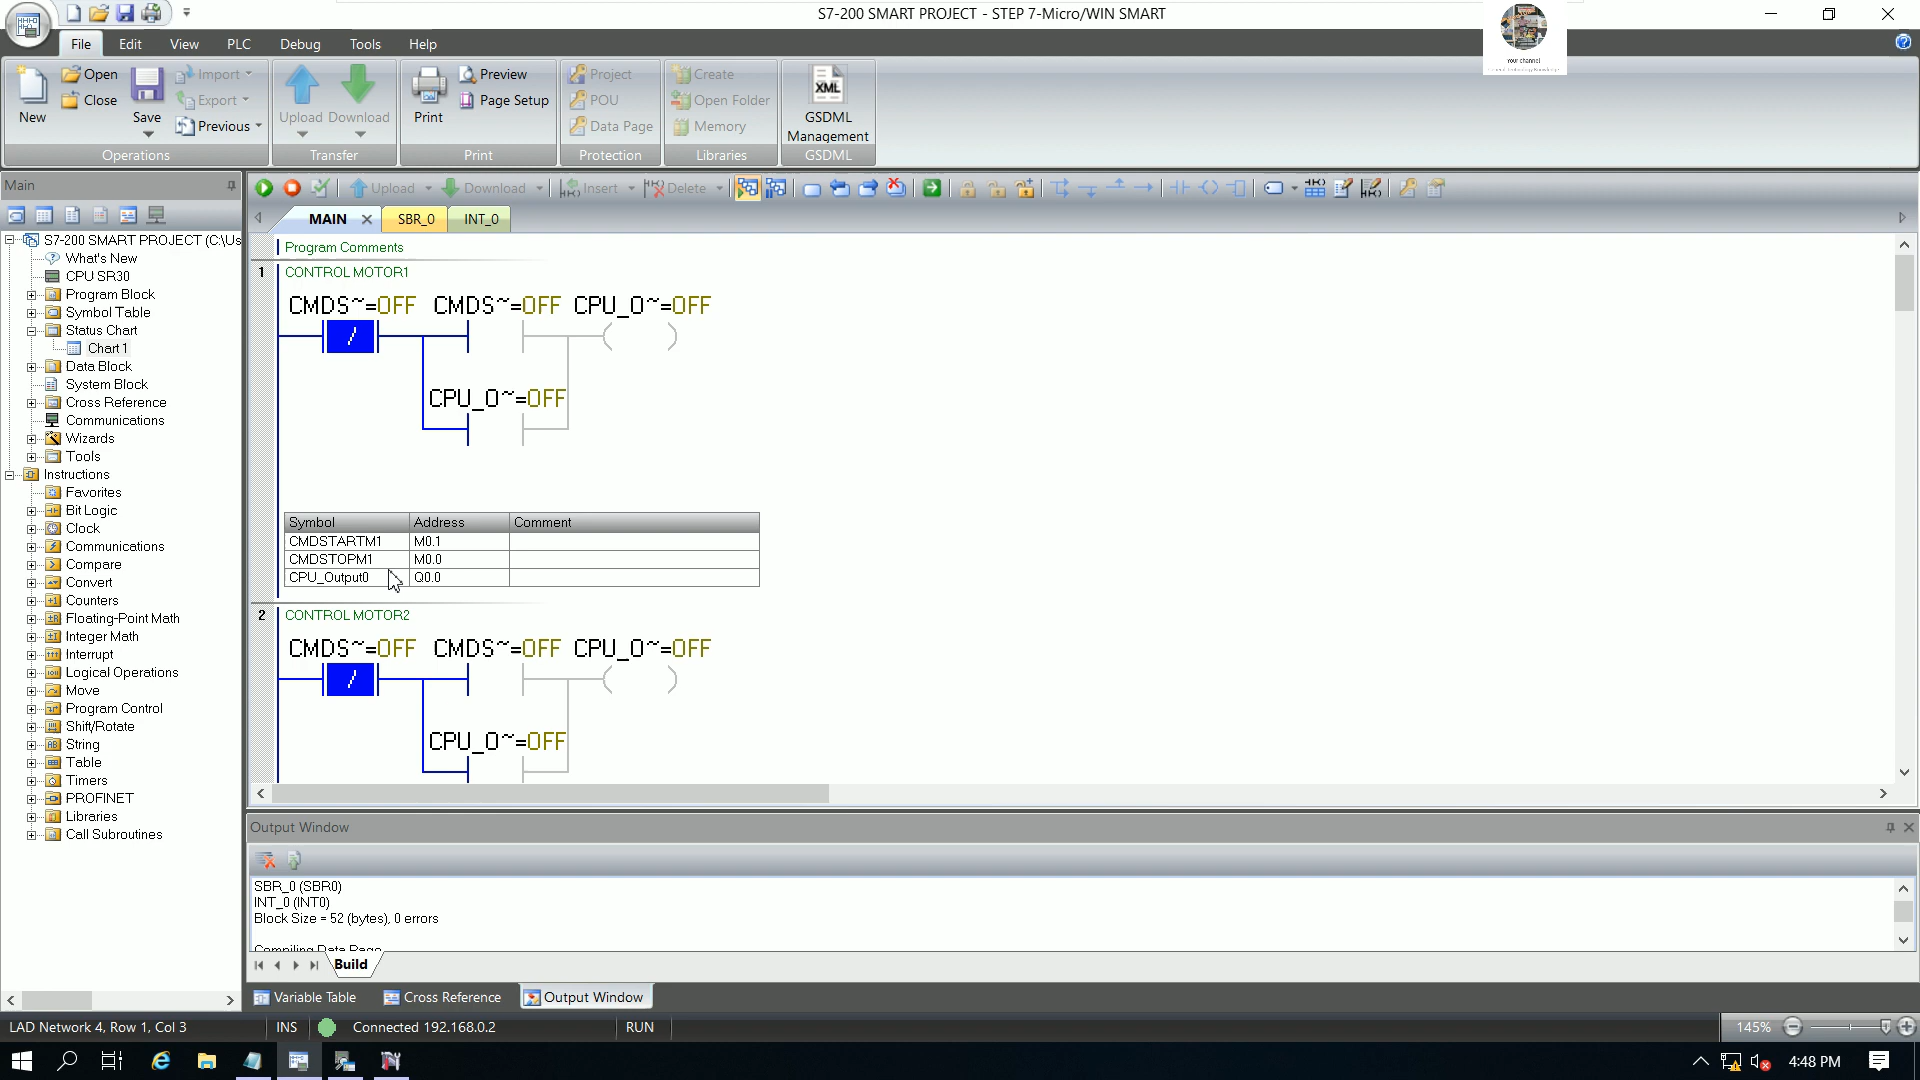 S7-200 SMART PROJECT - STEP 7-Micro/WIN SMART
Your channel
File Edit View PLC Debug Tools Help
New
Open
Close
Save
Import
Export
Previous
Operations
Upload
Download
Transfer
Print
Preview
Page Setup
Print
Project
POU
Data Page
Protection
Create
Open Folder
Memory
Libraries
XML
GSDML
Management
GSDML
Main
S7-200 SMART PROJECT (C:\Us
What's New
CPU SR30
Program Block
Symbol Table
Status Chart
Chart 1
Data Block
System Block
Cross Reference
Communications
Wizards
Tools
Instructions
Favorites
Bit Logic
Clock
Communications
Compare
Convert
Counters
Floating-Point Math
Integer Math
Interrupt
Logical Operations
Move
Program Control
Shift/Rotate
String
Table
Timers
PROFINET
Libraries
Call Subroutines
Upload Download Insert Delete
MAIN SBR_0 INT_0
Program Comments
1 CONTROL MOTOR1
CMDS~=OFF CMDS~=OFF CPU_O~=OFF
/
CPU_O~=OFF
Symbol Address Comment
CMDSTARTM1 M0.1
CMDSTOPM1 M0.0
CPU_Output0 Q0.0
2 CONTROL MOTOR2
CMDS~=OFF CMDS~=OFF CPU_O~=OFF
/
CPU_O~=OFF
Output Window
SBR_0 (SBR0)
INT_0 (INT0)
Block Size = 52 (bytes), 0 errors
Compiling Data Page
Build
Variable Table Cross Reference Output Window
LAD Network 4, Row 1, Col 3 INS Connected 192.168.0.2 RUN 145%
4:48 PM